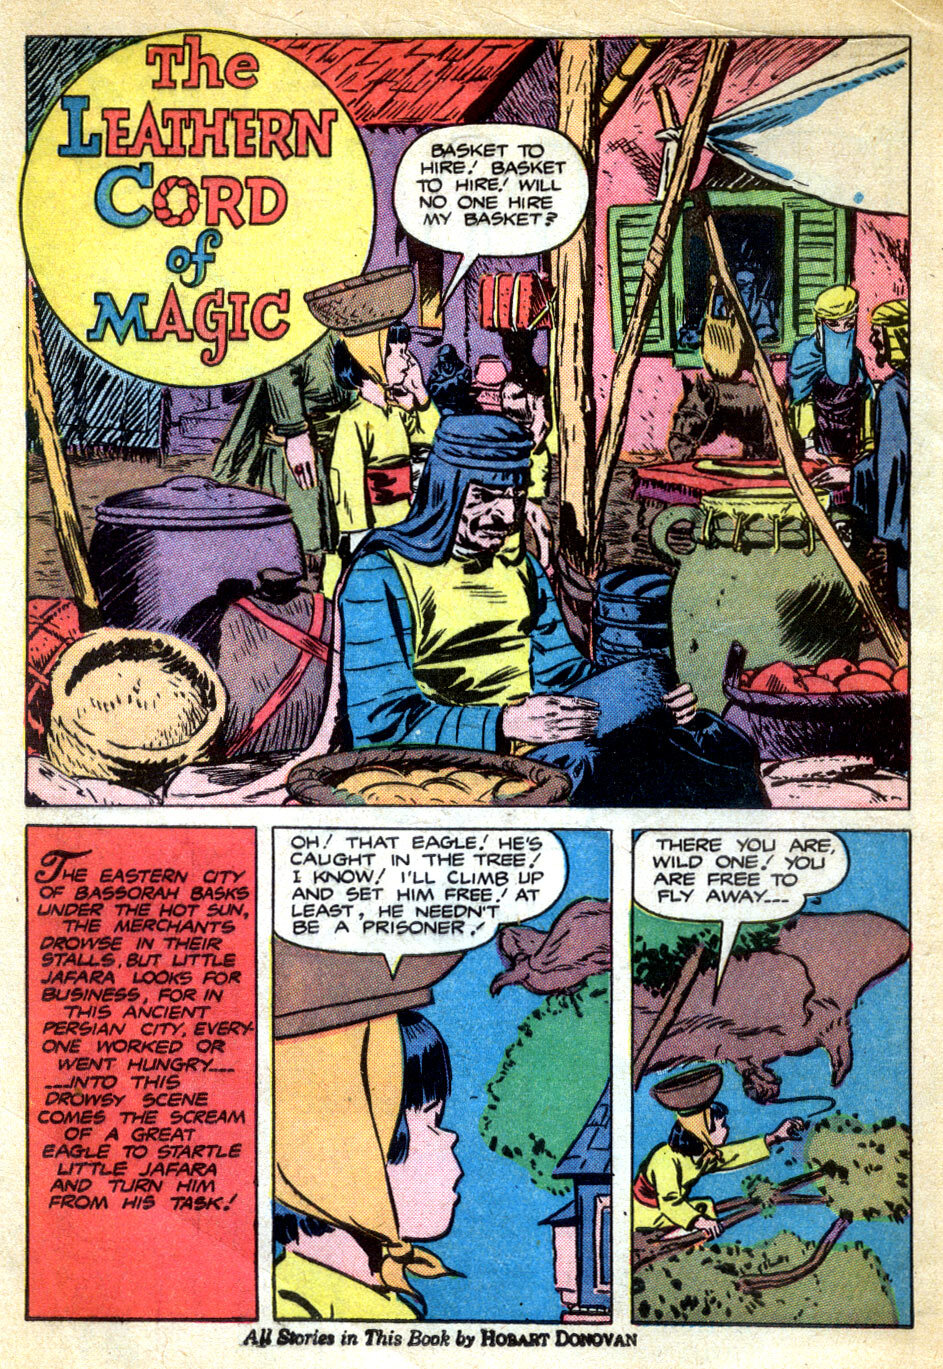 The
LEATHERN
CORD
of
MAGIC
BASKET TO
HIRE! BASKET
TO HIRE! WILL
NO ONE HIRE
MY BASKET?
THE EASTERN CITY
OF BASSORAH BASKS
UNDER THE HOT SUN,
THE MERCHANTS
DROWSE IN THEIR
STALLS, BUT LITTLE
JAFARA LOOKS FOR
BUSINESS, FOR IN
THIS ANCIENT
PERSIAN CITY, EVERY-
ONE WORKED OR
WENT HUNGRY....
....INTO THIS
DROWSY SCENE
COMES THE SCREAM
OF A GREAT
EAGLE TO STARTLE
LITTLE JAFARA
AND TURN HIM
FROM HIS TASK!
OH! THAT EAGLE! HE'S
CAUGHT IN THE TREE!
I KNOW! I'LL CLIMB UP
AND SET HIM FREE! AT
LEAST, HE NEEDN'T
BE A PRISONER!
THERE YOU ARE,
WILD ONE! YOU
ARE FREE TO
FLY AWAY---
All Stories in This Book by HOBART DONOVAN